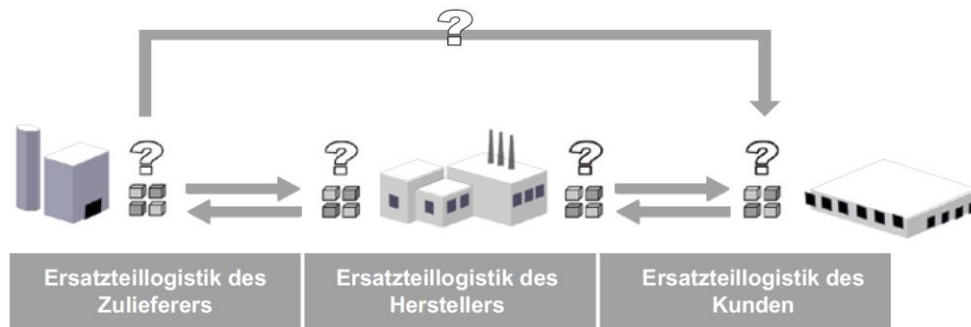 ?
? ? ? ?
Ersatzteillogistik des
Zulieferers
Ersatzteillogistik des
Herstellers
Ersatzteillogistik des
Kunden